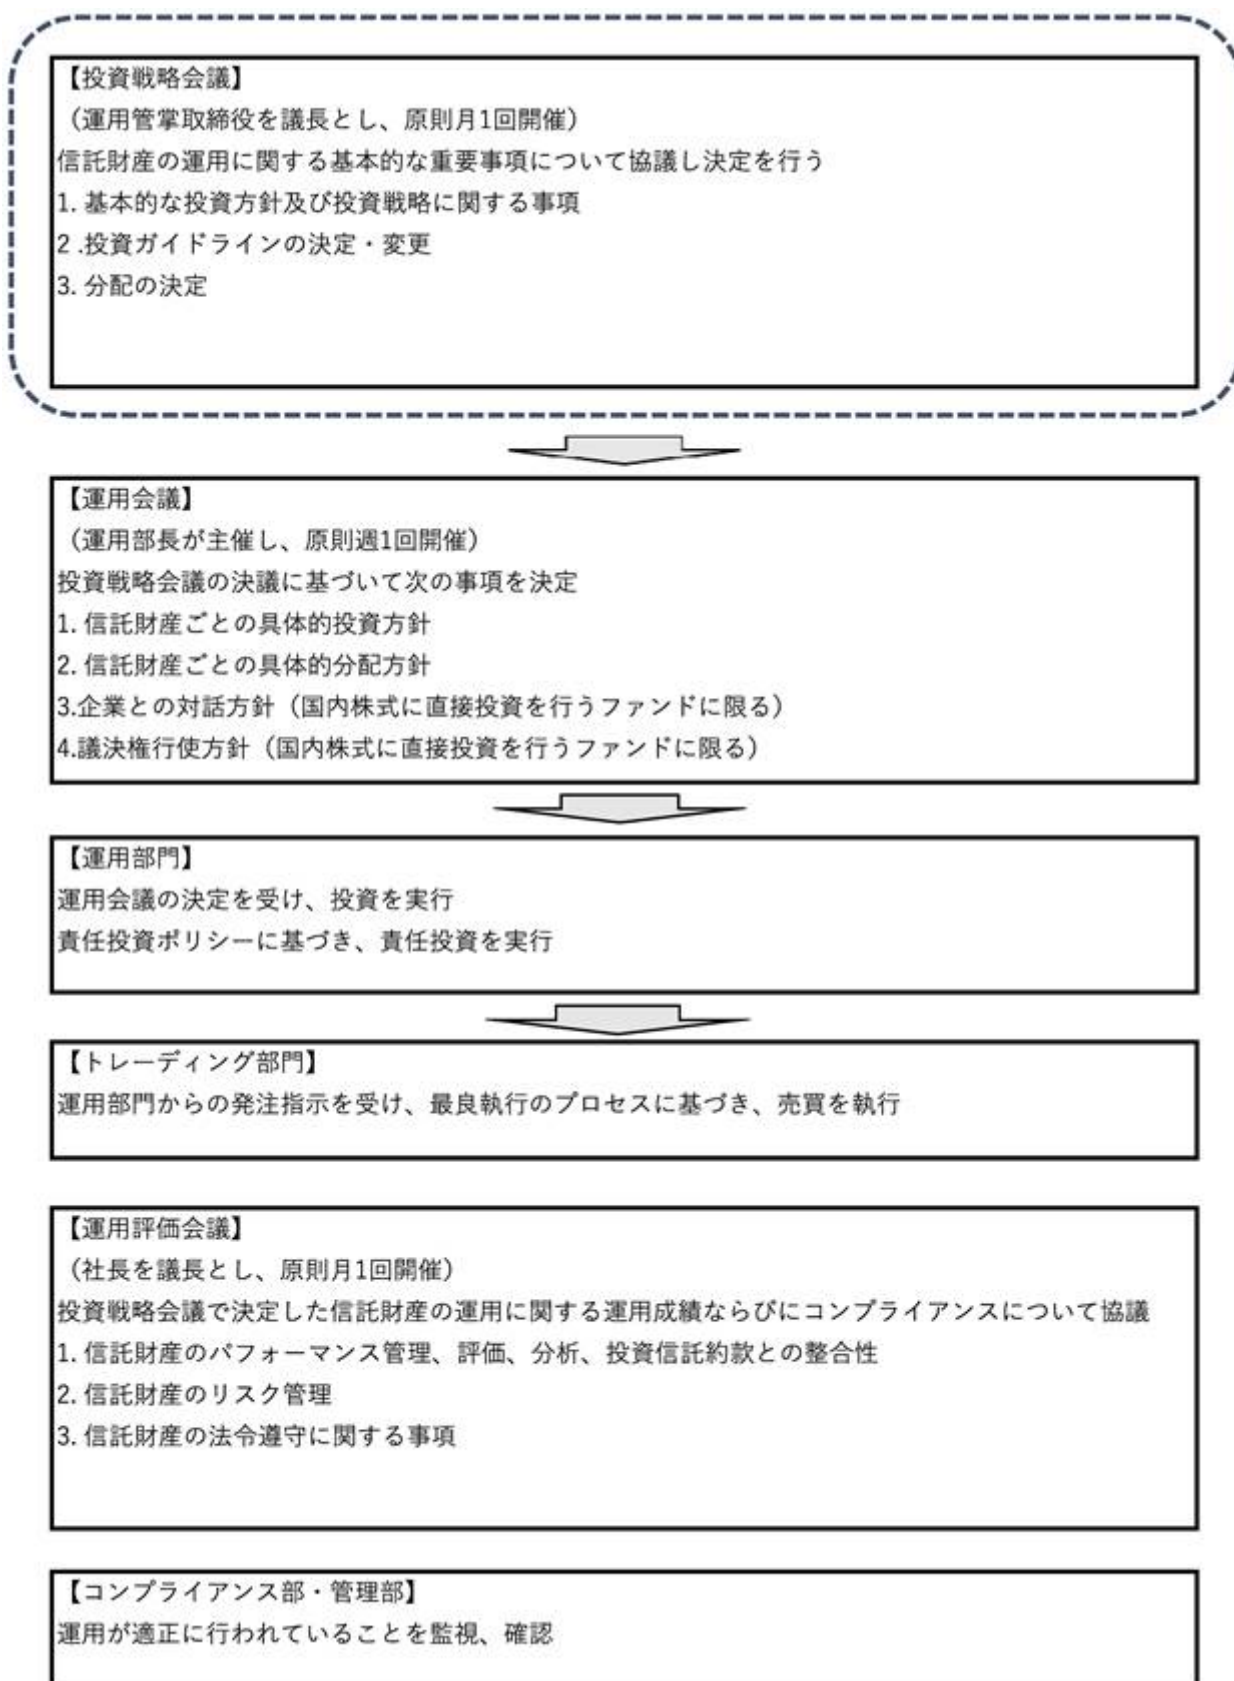 【投資戦略会議】
（運用管掌取締役を議長とし、原則月1回開催）
信託財産の運用に関する基本的な重要事項について協議し決定を行う
1. 基本的な投資方針及び投資戦略に関する事項
2 .投資ガイドラインの決定・変更
3. 分配の決定
【運用会議】
（運用部長が主催し、原則週1回開催）
投資戦略会議の決議に基づいて次の事項を決定
1. 信託財産ごとの具体的投資方針
2. 信託財産ごとの具体的分配方針
3.企業との対話方針（国内株式に直接投資を行うファンドに限る）
4.議決権行使方針（国内株式に直接投資を行うファンドに限る）
【運用部門】
運用会議の決定を受け、投資を実行
責任投資ポリシーに基づき、責任投資を実行
【トレーディング部門】
運用部門からの発注指示を受け、最良執行のプロセスに基づき、売買を執行
【運用評価会議】
（社長を議長とし、原則月1回開催）
投資戦略会議で決定した信託財産の運用に関する運用成績ならびにコンプライアンスについて協議
1. 信託財産のパフォーマンス管理、評価、分析、投資信託約款との整合性
2. 信託財産のリスク管理
3. 信託財産の法令遵守に関する事項
【コンプライアンス部・管理部】
運用が適正に行われていることを監視、確認